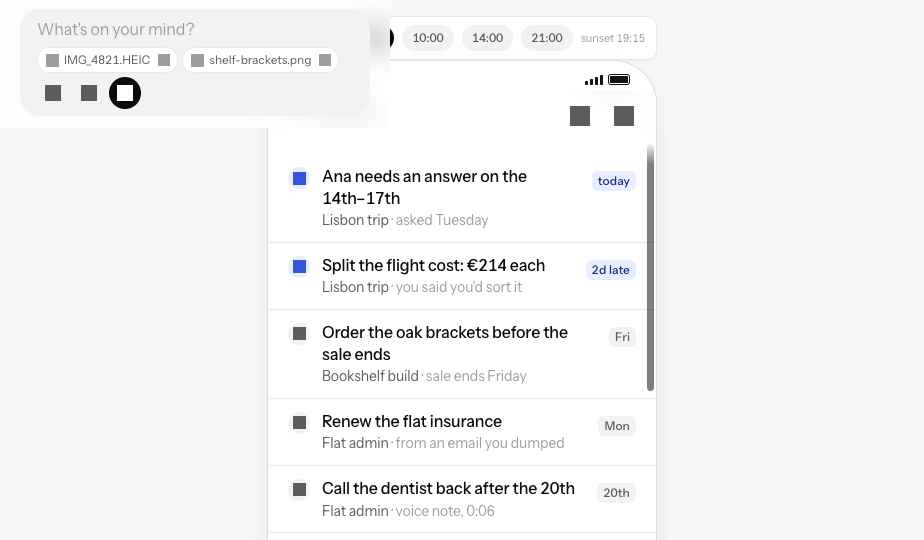 What's on your mind?
IMG_4821.HEIC
shelf-brackets.png
10:00
14:00
21:00
sunset 19:15
Ana needs an answer on the
14th–17th
today
Lisbon trip · asked Tuesday
Split the flight cost: €214 each
2d late
Lisbon trip · you said you'd sort it
Order the oak brackets before the
sale ends
Fri
Bookshelf build · sale ends Friday
Renew the flat insurance
Mon
Flat admin · from an email you dumped
Call the dentist back after the 20th
20th
Flat admin · voice note, 0:06